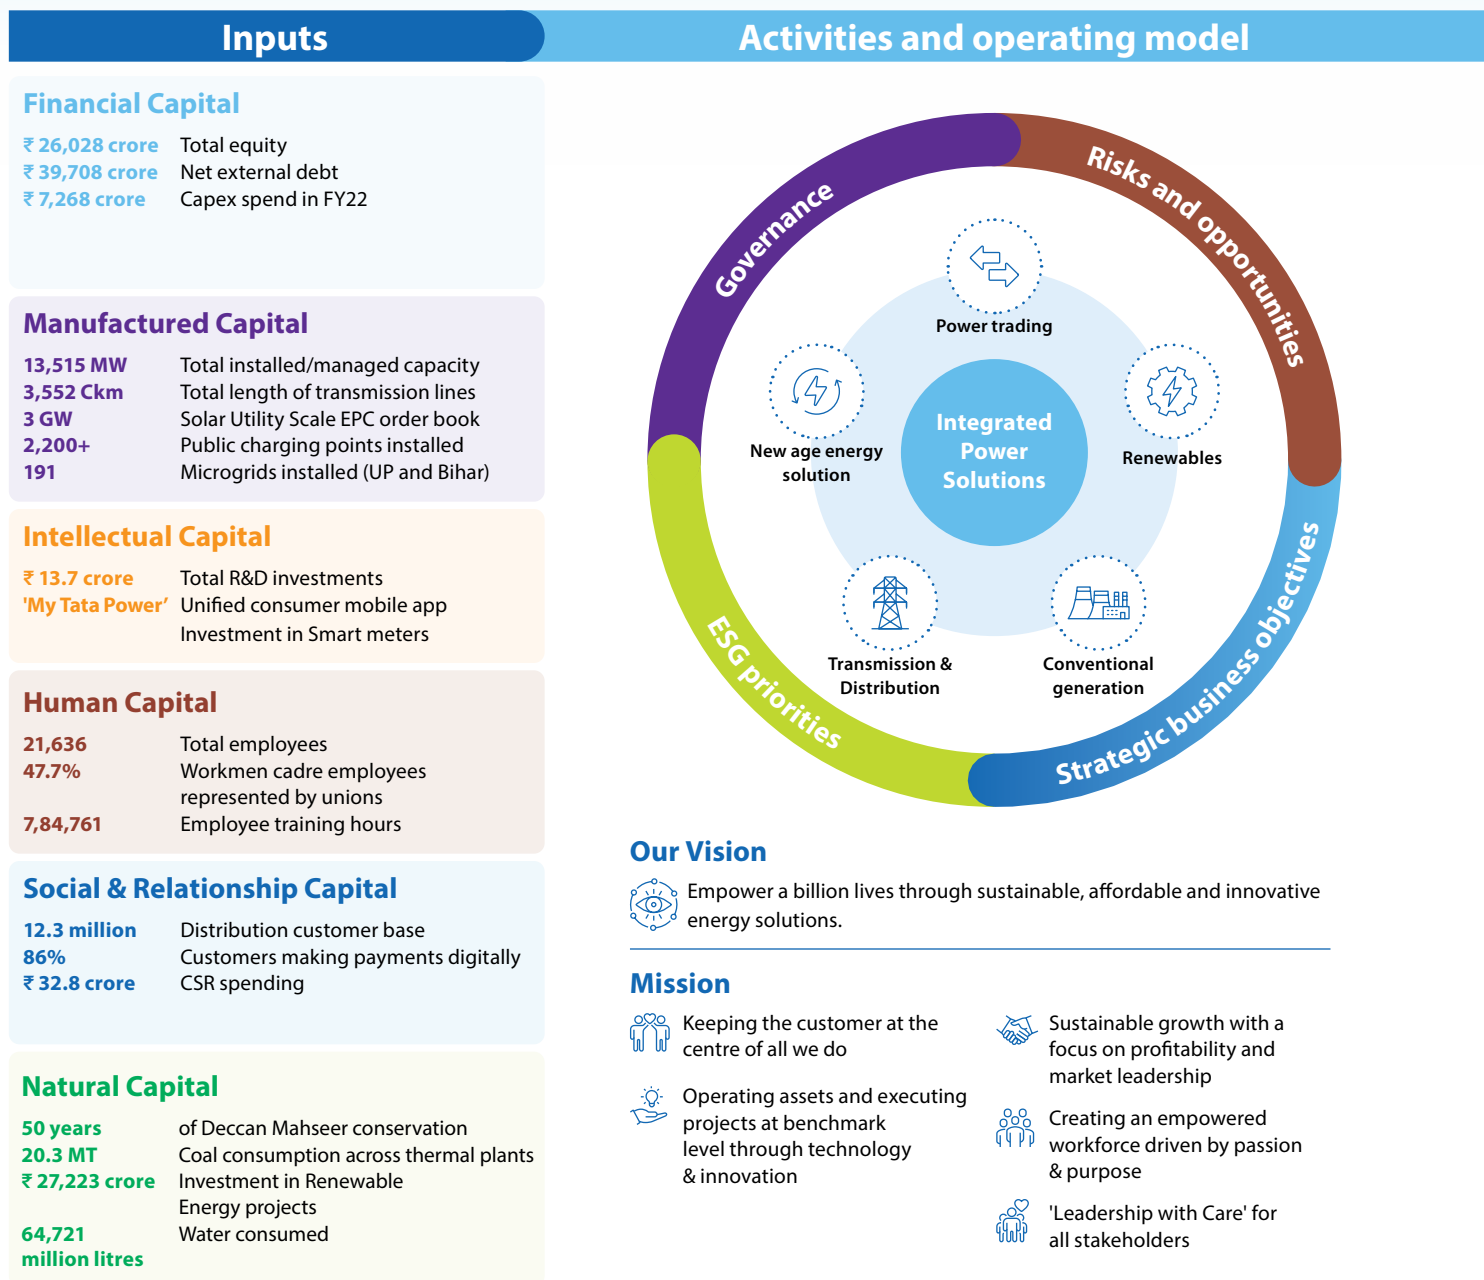 Inputs
Activities and operating model
Financial Capital
₹ 26,028 crore Total equity
₹ 39,708 crore Net external debt
₹ 7,268 crore Capex spend in FY22
Manufactured Capital
13,515 MW Total installed/managed capacity
3,552 Ckm Total length of transmission lines
3 GW Solar Utility Scale EPC order book
2,200+ Public charging points installed
191 Microgrids installed (UP and Bihar)
Intellectual Capital
₹ 13.7 crore Total R&D investments
'My Tata Power’ Unified consumer mobile app
Investment in Smart meters
Human Capital
21,636 Total employees
47.7% Workmen cadre employees
represented by unions
7,84,761 Employee training hours
Social & Relationship Capital
12.3 million Distribution customer base
86% Customers making payments digitally
₹ 32.8 crore CSR spending
Natural Capital
50 years of Deccan Mahseer conservation
20.3 MT Coal consumption across thermal plants
₹ 27,223 crore Investment in Renewable
Energy projects
64,721 Water consumed
million litres
Governance
Risks and opportunities
Strategic business objectives
ESG priorities
Power trading
Renewables
Conventional
generation
Transmission &
Distribution
New age energy
solution
Integrated
Power
Solutions
Our Vision
Empower a billion lives through sustainable, affordable and innovative
energy solutions.
Mission
Keeping the customer at the
centre of all we do
Operating assets and executing
projects at benchmark
level through technology
& innovation
Sustainable growth with a
focus on profitability and
market leadership
Creating an empowered
workforce driven by passion
& purpose
'Leadership with Care' for
all stakeholders